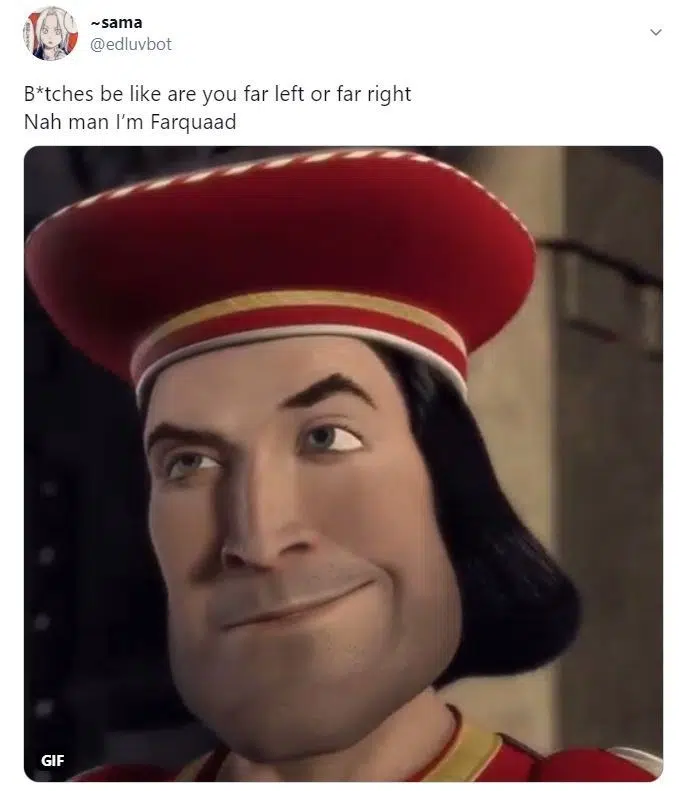 ~sama
@edluvbot
B*tches be like are you far left or far right
Nah man I'm Farquaad
GIF